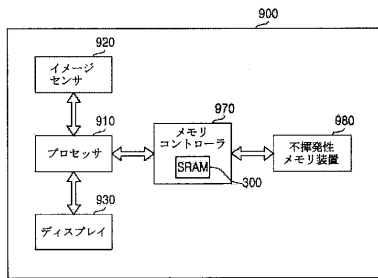 900
920
イメージ
センサ
910
プロセッサ
970
メモリ
コントローラ
SRAM
300
980
不揮発性
メモリ装置
930
ディスプレイ